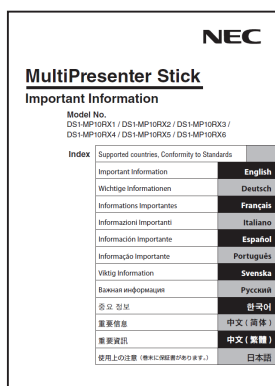 NEC
MultiPresenter Stick
Important Information
Model No.
DS1-MP10RX1 / DS1-MP10RX2 / DS1-MP10RX3 /
DS1-MP10RX4 / DS1-MP10RX5 / DS1-MP10RX6
Index Supported countries, Conformity to Standards
Important Information English
Wichtige Informationen Deutsch
Informations Importantes Français
Informazioni Importanti Italiano
Información Importante Español
Informação Importante Português
Viktig Information Svenska
Важная информация Русский
중요 정보 한국어
重要信息 中文 ( 简体 )
重要資訊 中文 ( 繁體 )
使用上の注意（巻末に保証書があります。） 日本語